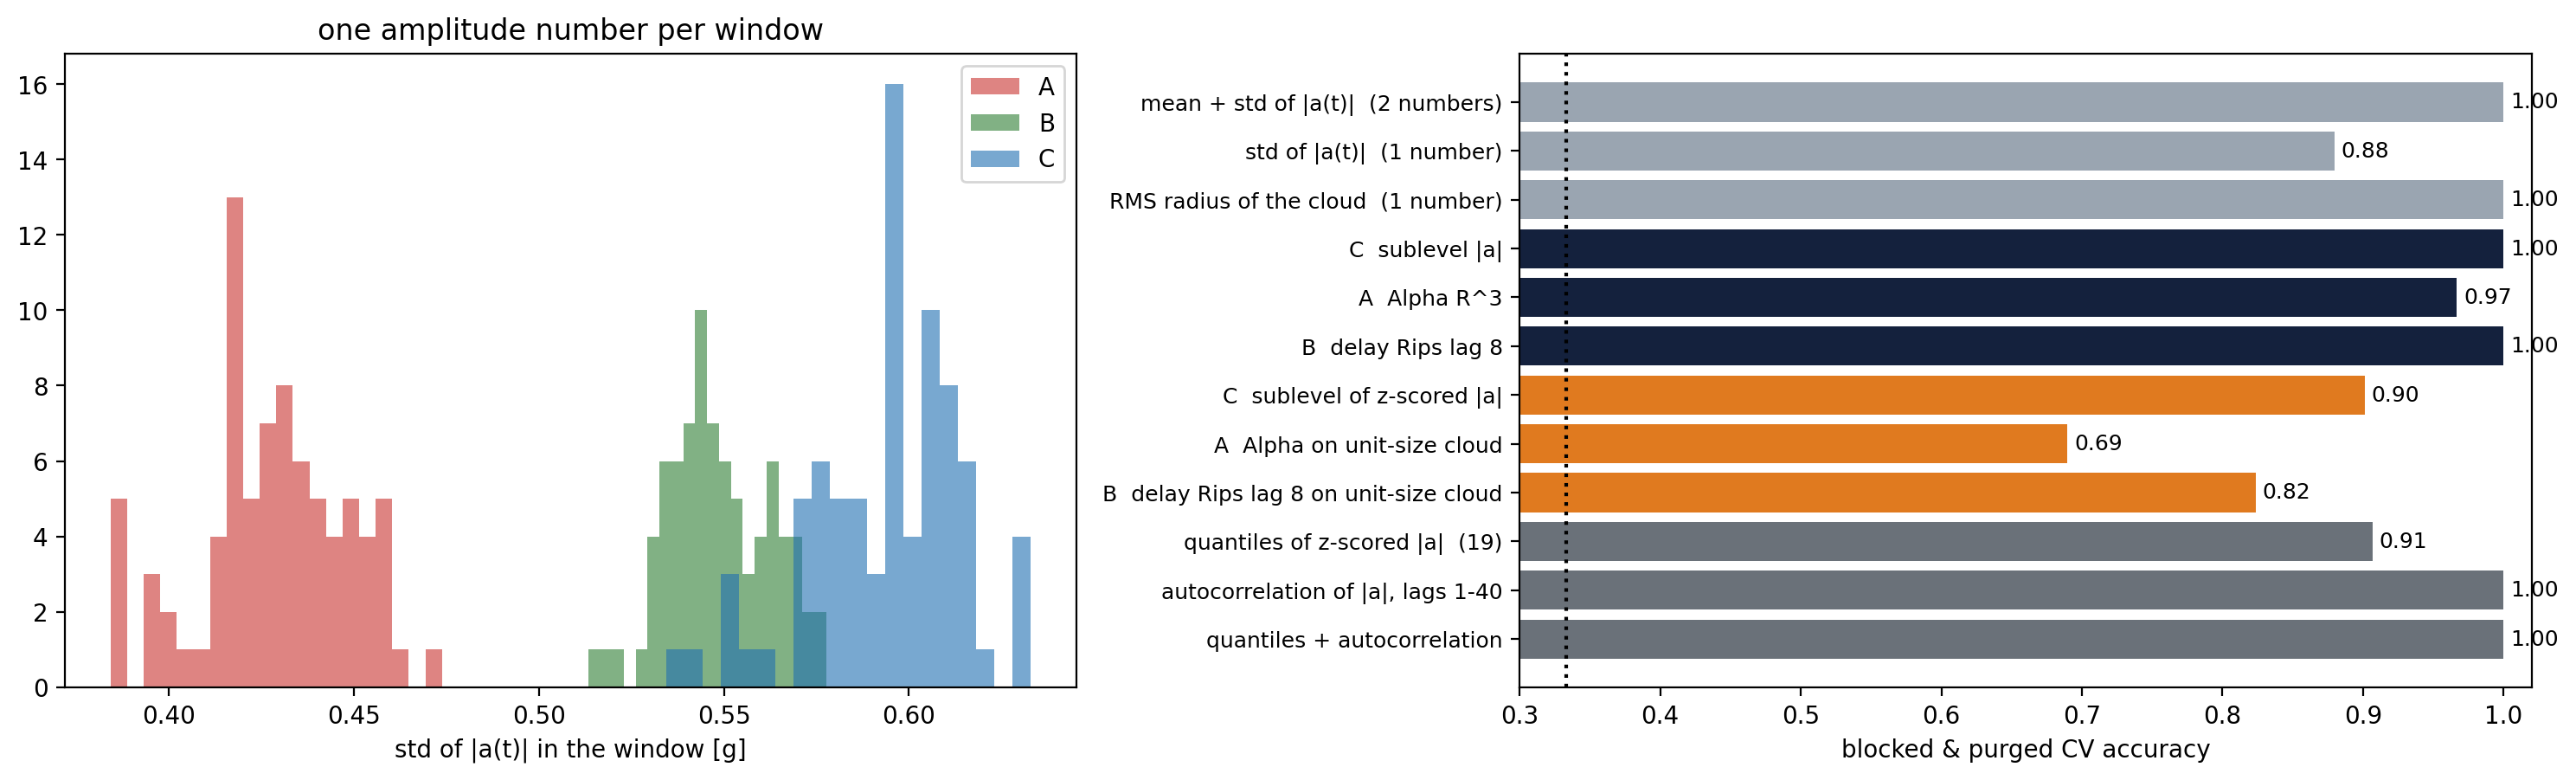 one amplitude number per window
16
14
12
10
8
6
4
2
0
A
B
C
0.40 0.45 0.50 0.55 0.60
std of |a(t)| in the window [g]
mean + std of |a(t)|  (2 numbers) 1.00
std of |a(t)|  (1 number) 0.88
RMS radius of the cloud  (1 number) 1.00
C  sublevel |a| 1.00
A  Alpha R^3 0.97
B  delay Rips lag 8 1.00
C  sublevel of z-scored |a| 0.90
A  Alpha on unit-size cloud 0.69
B  delay Rips lag 8 on unit-size cloud 0.82
quantiles of z-scored |a|  (19) 0.91
autocorrelation of |a|, lags 1-40 1.00
quantiles + autocorrelation 1.00
0.3 0.4 0.5 0.6 0.7 0.8 0.9 1.0
blocked & purged CV accuracy